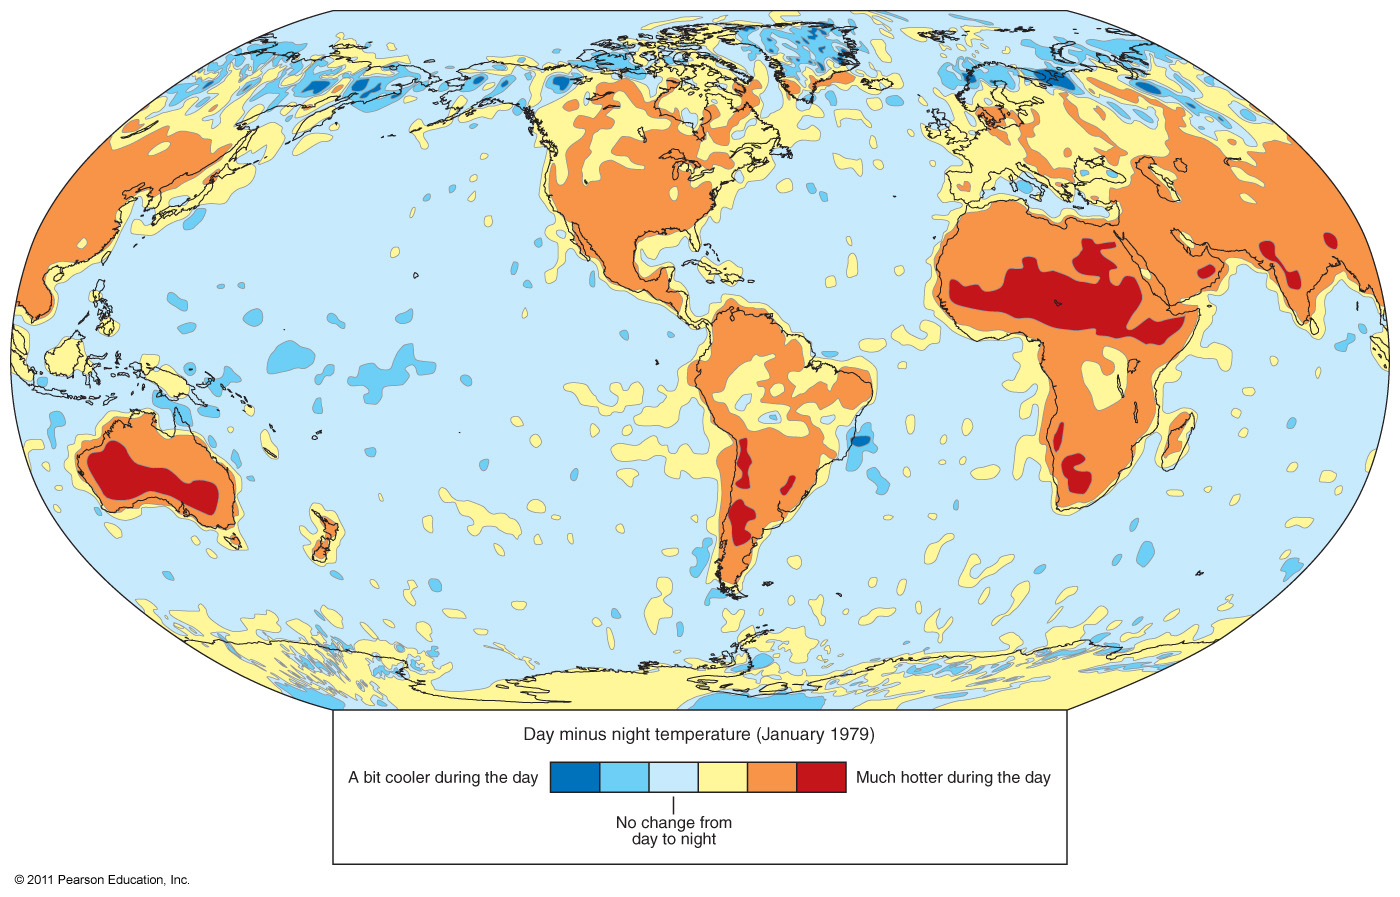 Day minus night temperature (January 1979)
A bit cooler during the day
Much hotter during the day
No change from
day to night
© 2011 Pearson Education, Inc.